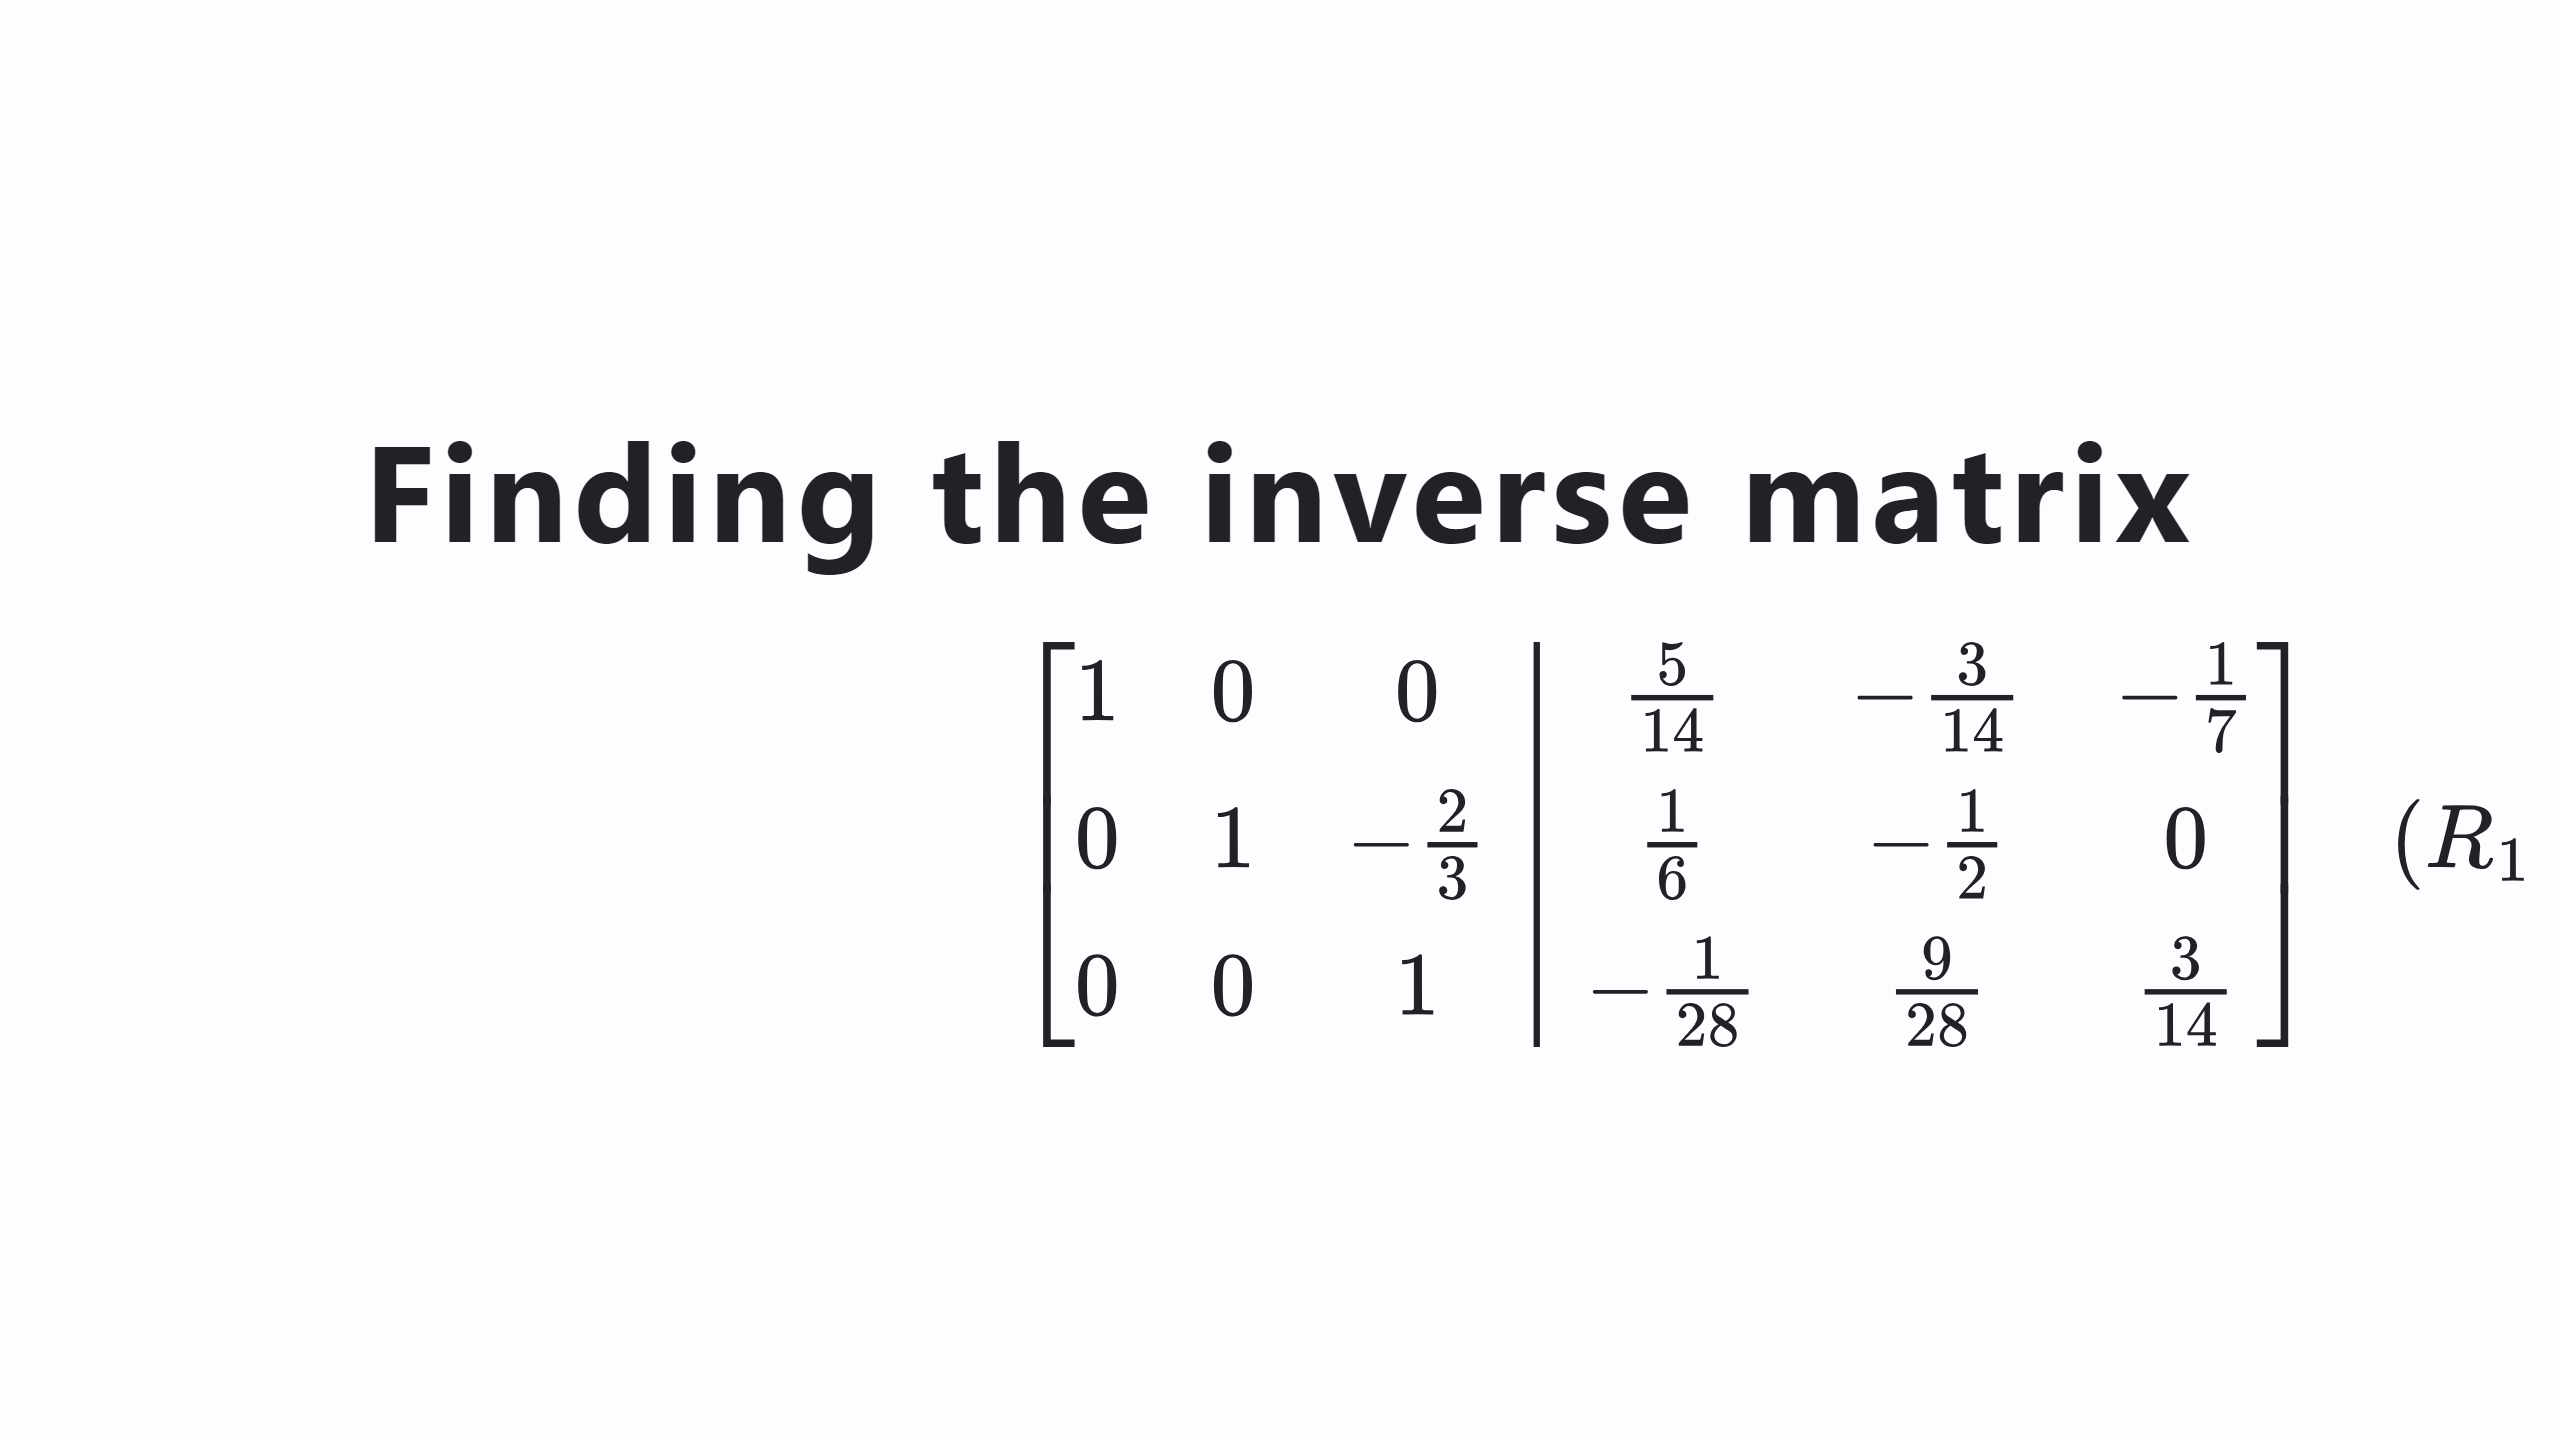 Finding the inverse matrix
1 0 0 | 5/14 −3/14 −1/7
0 1 −2/3 | 1/6 −1/2 0 (R₁
0 0 1 | −1/28 9/28 3/14